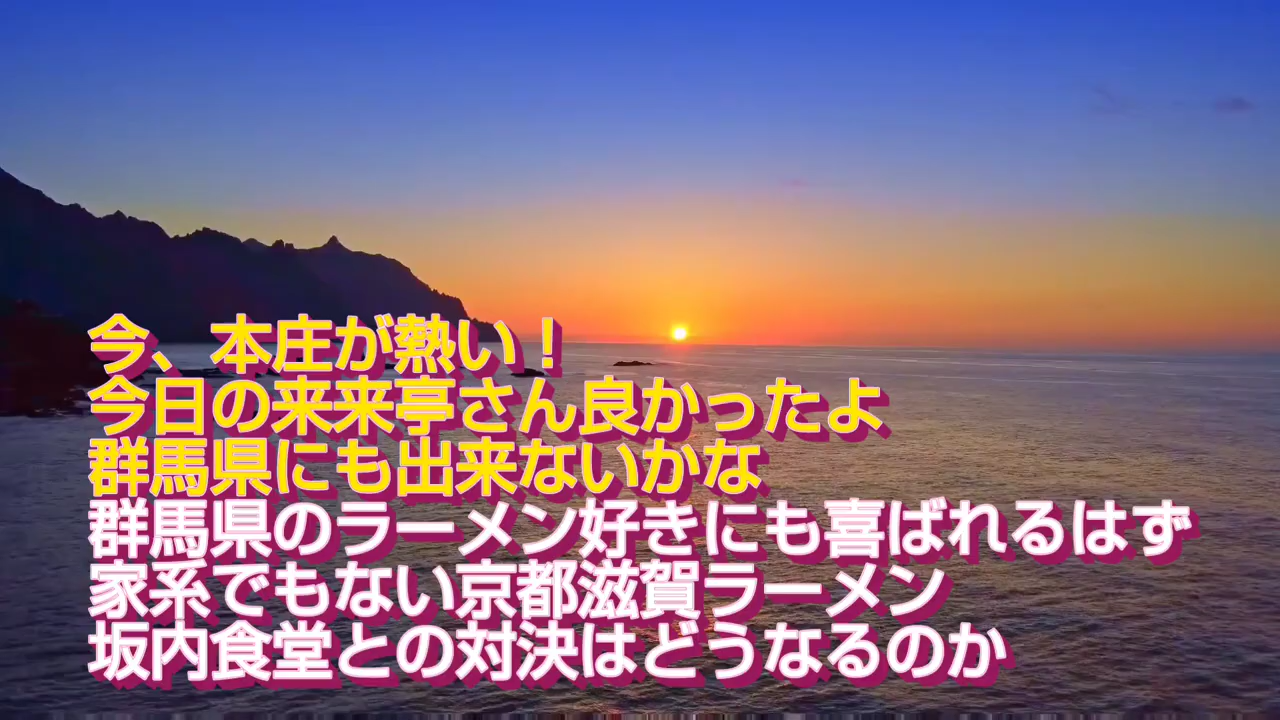 今、本庄が熱い！
今日の来来亭さん良かったよ
群馬県にも出来ないかな
群馬県のラーメン好きにも喜ばれるはず
家系でもない京都滋賀ラーメン
坂内食堂との対決はどうなるのか